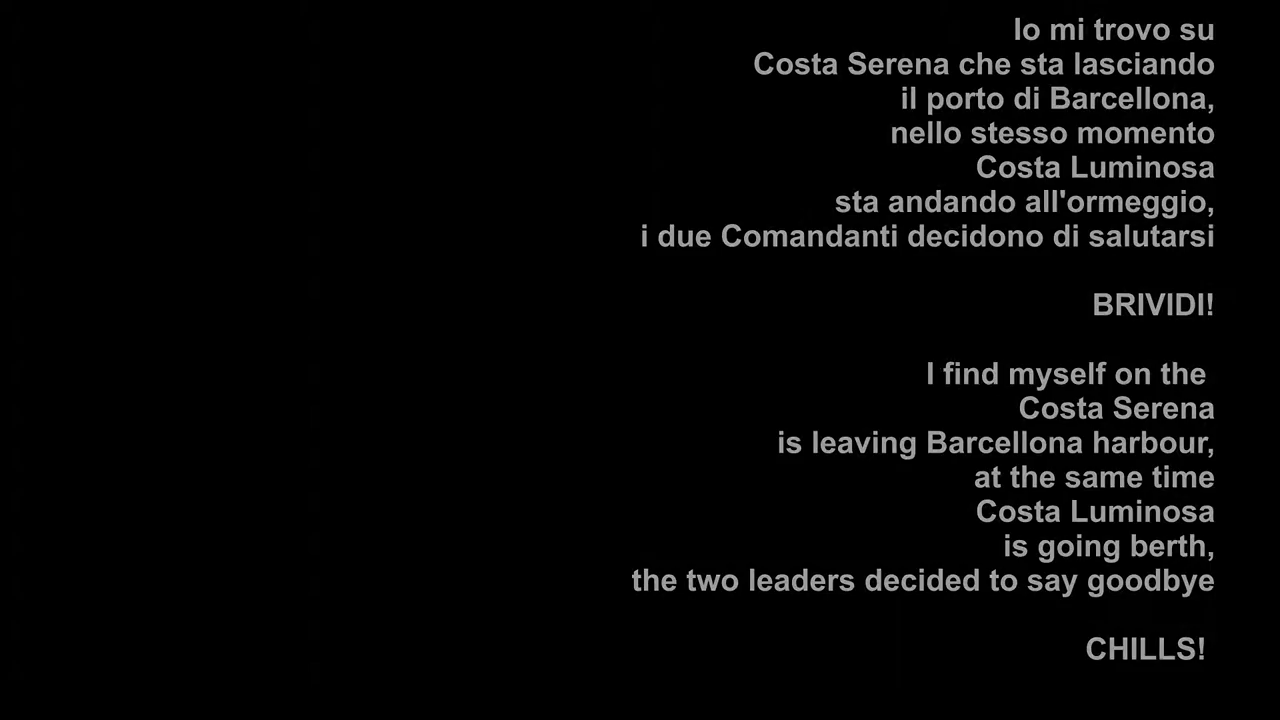 Io mi trovo su
Costa Serena che sta lasciando
il porto di Barcellona,
nello stesso momento
Costa Luminosa
sta andando all'ormeggio,
i due Comandanti decidono di salutarsi
BRIVIDI!
I find myself on the
Costa Serena
is leaving Barcellona harbour,
at the same time
Costa Luminosa
is going berth,
the two leaders decided to say goodbye
CHILLS!